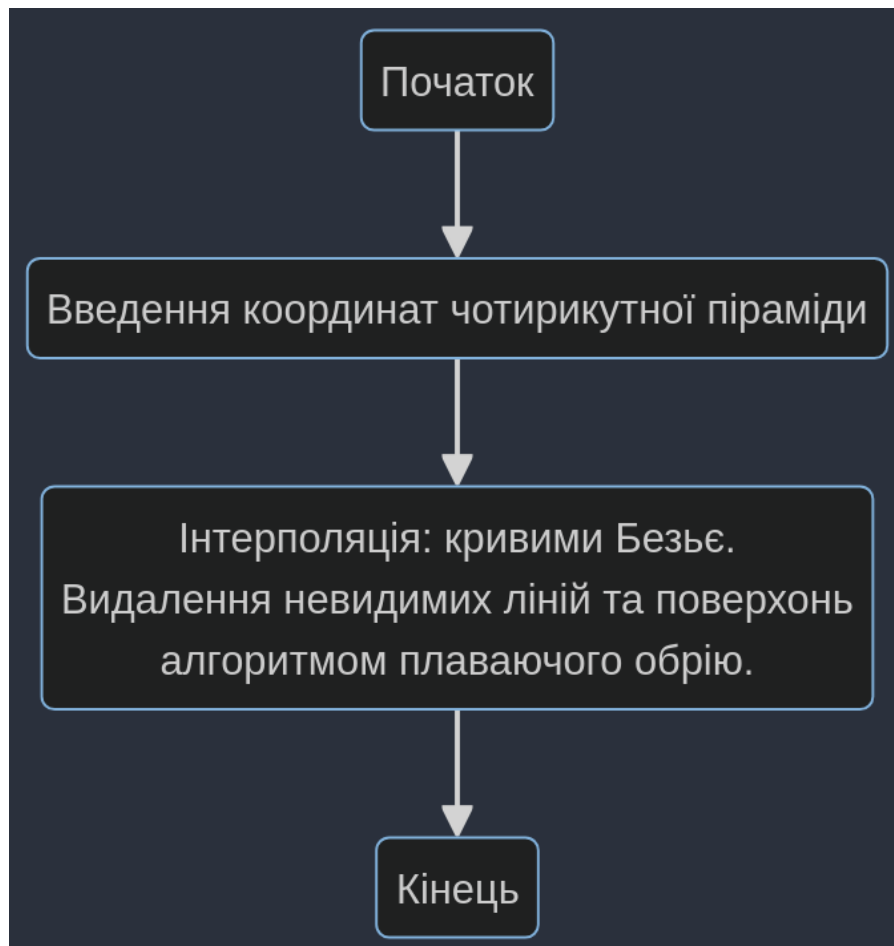 Початок
Введення координат чотирикутної піраміди
Інтерполяція: кривими Безьє.
Видалення невидимих ліній та поверхонь
алгоритмом плаваючого обрію.
Кінець